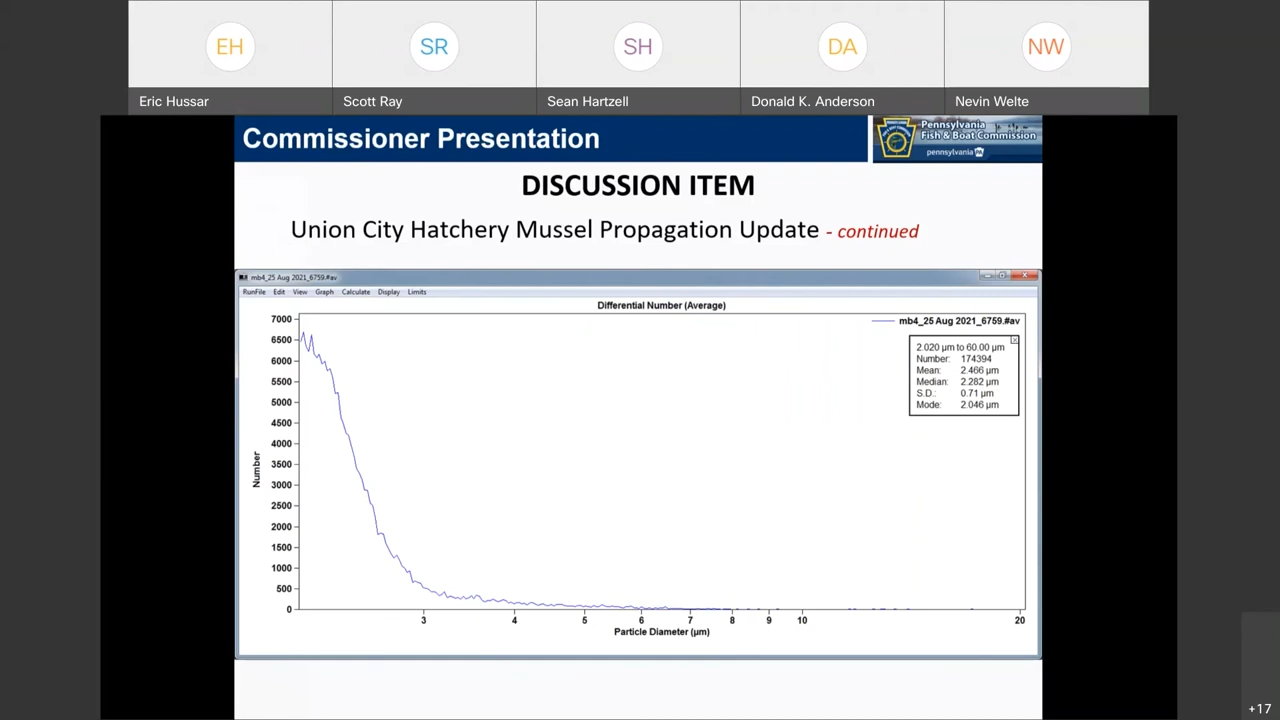 EH
SR
SH
DA
NW
Eric Hussar
Scott Ray
Sean Hartzell
Donald K. Anderson
Nevin Welte
Commissioner Presentation
Pennsylvania
Fish & Boat Commission
pennsylvania PA
DISCUSSION ITEM
Union City Hatchery Mussel Propagation Update - continued
mb4_25 Aug 2021_6759.#av
RunFile Edit View Graph Calculate Display Limits
Differential Number (Average)
mb4_25 Aug 2021_6759.#av
2.020 µm to 60.00 µm
Number: 174394
Mean: 2.466 µm
Median: 2.282 µm
S.D.: 0.71 µm
Mode: 2.046 µm
Number
7000
6500
6000
5500
5000
4500
4000
3500
3000
2500
2000
1500
1000
500
0
3 4 5 6 7 8 9 10 20
Particle Diameter (µm)
+17